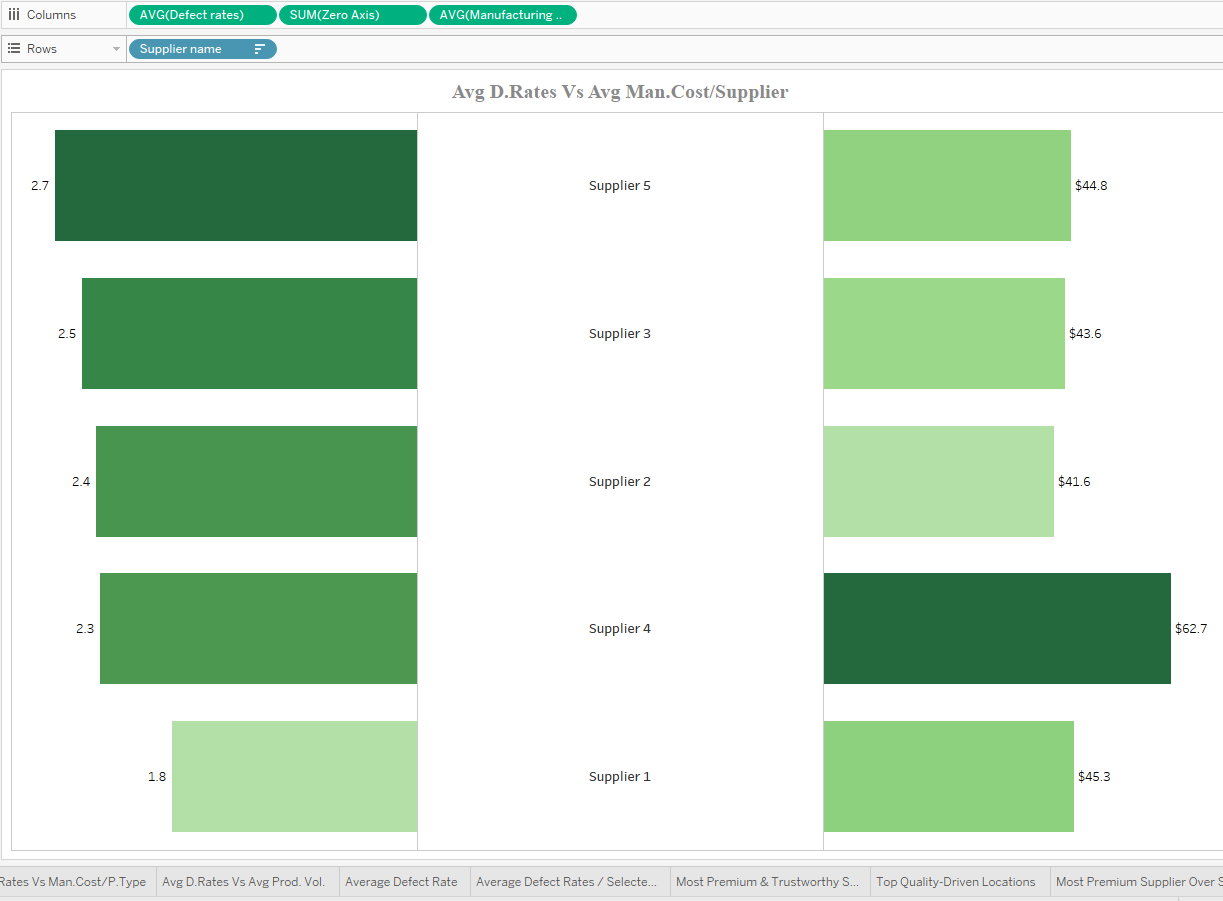 Columns
AVG(Defect rates) SUM(Zero Axis) AVG(Manufacturing ..
Rows
Supplier name
Avg D.Rates Vs Avg Man.Cost/Supplier
2.7 Supplier 5 $44.8
2.5 Supplier 3 $43.6
2.4 Supplier 2 $41.6
2.3 Supplier 4 $62.7
1.8 Supplier 1 $45.3
Rates Vs Man.Cost/P.Type Avg D.Rates Vs Avg Prod. Vol. Average Defect Rate Average Defect Rates / Selecte... Most Premium & Trustworthy S... Top Quality-Driven Locations Most Premium Supplier Over S